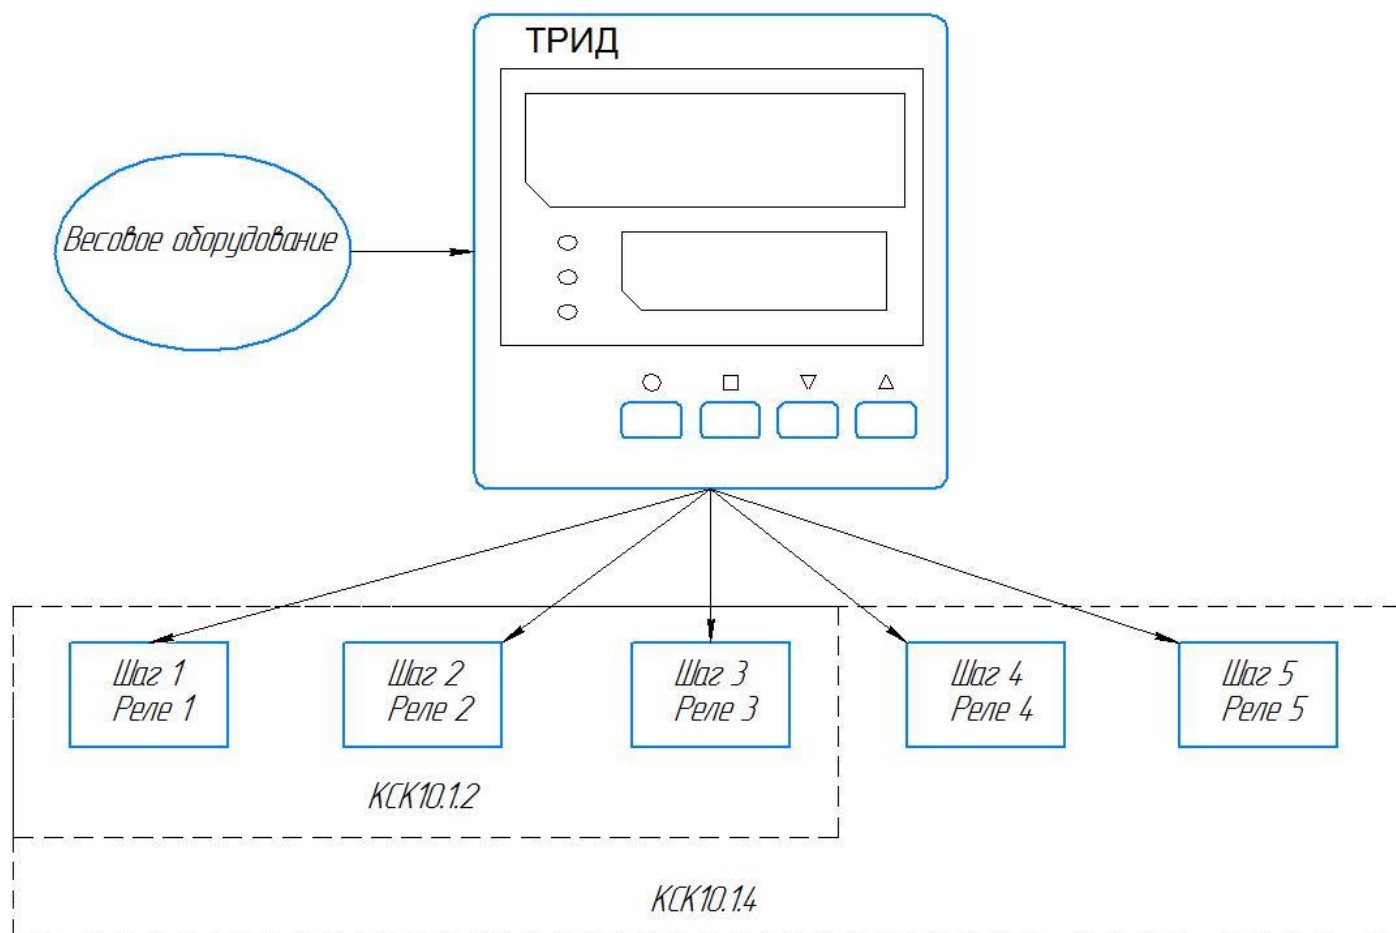 ТРИД
Весовое оборудование
Шаг 1
Реле 1
Шаг 2
Реле 2
Шаг 3
Реле 3
Шаг 4
Реле 4
Шаг 5
Реле 5
КСК10.1.2
КСК10.1.4